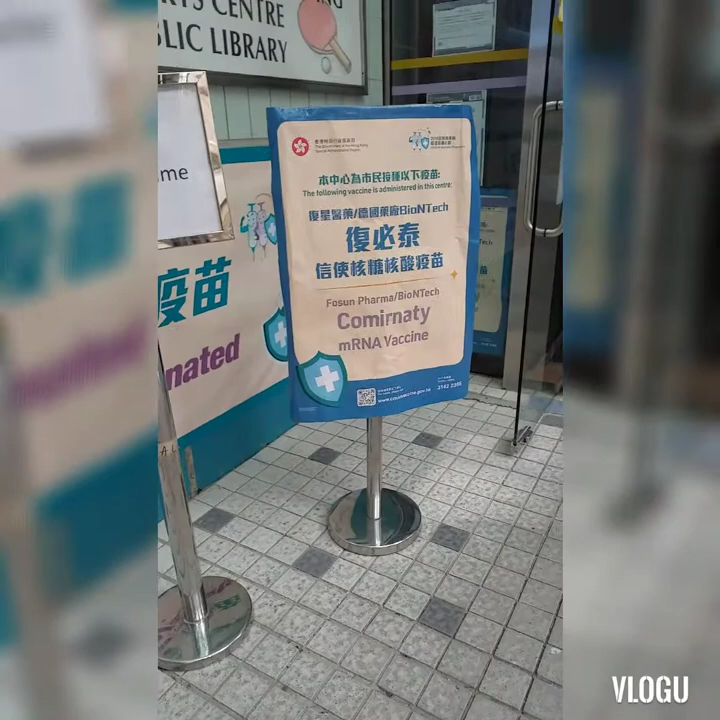 RTS CENTRE
LIC LIBRARY
ome
疫苗
nated
本中心為市民接種以下疫苗:
The following vaccine is administered in this centre:
復星醫藥/德國藥廠BioNTech
復必泰
信使核糖核酸疫苗
Fosun Pharma/BioNTech
Comirnaty
mRNA Vaccine
VLOGU